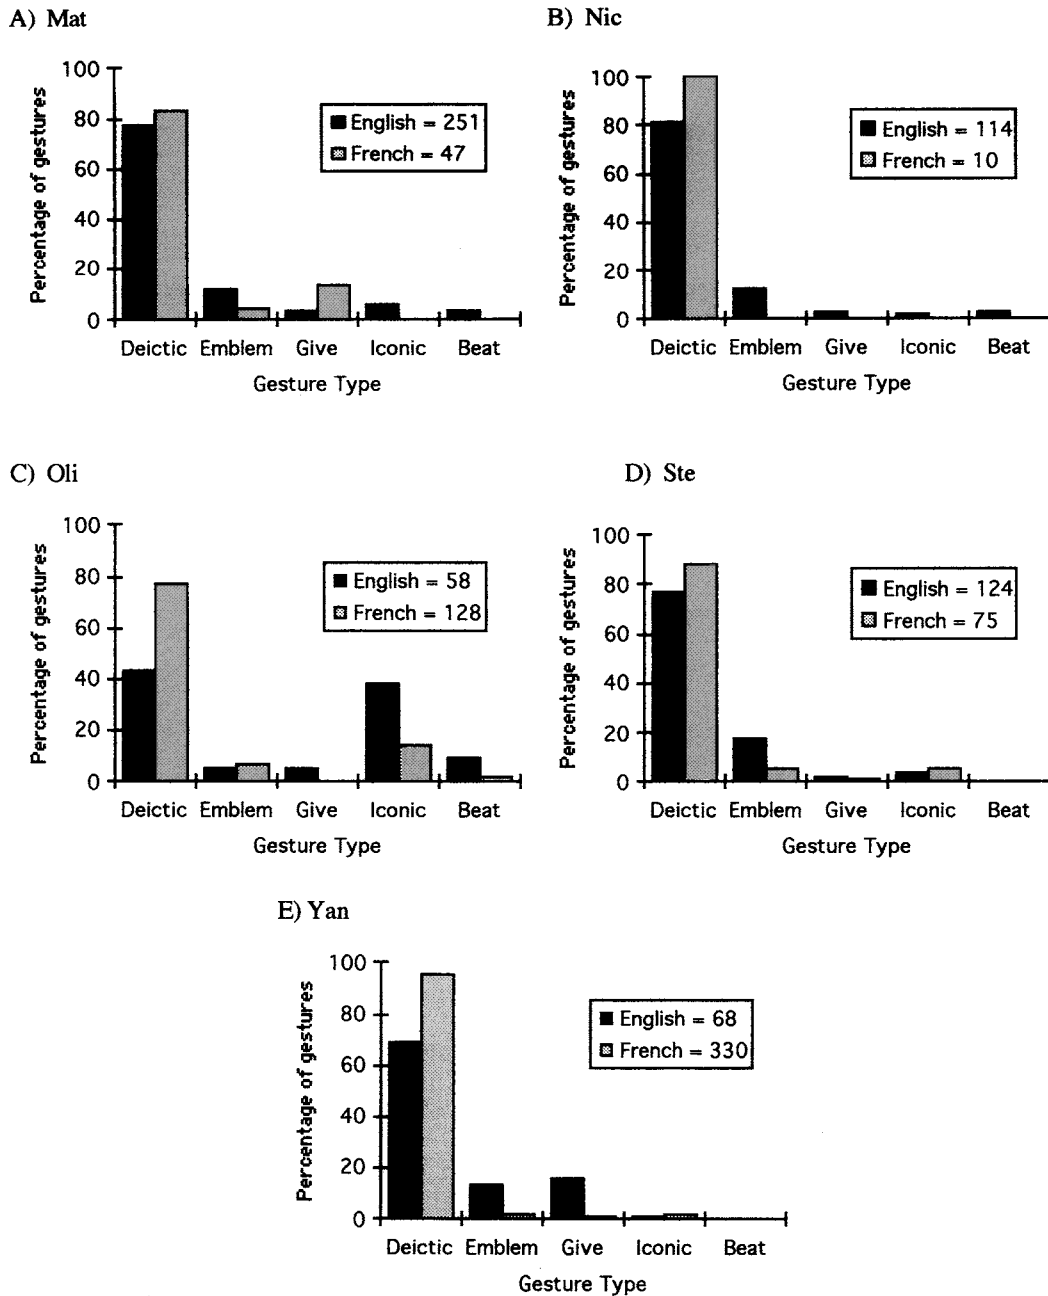 A) Mat
Percentage of gestures
100
80
60
40
20
0
English = 251
French = 47
Deictic Emblem Give Iconic Beat
Gesture Type
B) Nic
Percentage of gestures
100
80
60
40
20
0
English = 114
French = 10
Deictic Emblem Give Iconic Beat
Gesture Type
C) Oli
Percentage of gestures
100
80
60
40
20
0
English = 58
French = 128
Deictic Emblem Give Iconic Beat
Gesture Type
D) Ste
Percentage of gestures
100
80
60
40
20
0
English = 124
French = 75
Deictic Emblem Give Iconic Beat
Gesture Type
E) Yan
Percentage of gestures
100
80
60
40
20
0
English = 68
French = 330
Deictic Emblem Give Iconic Beat
Gesture Type